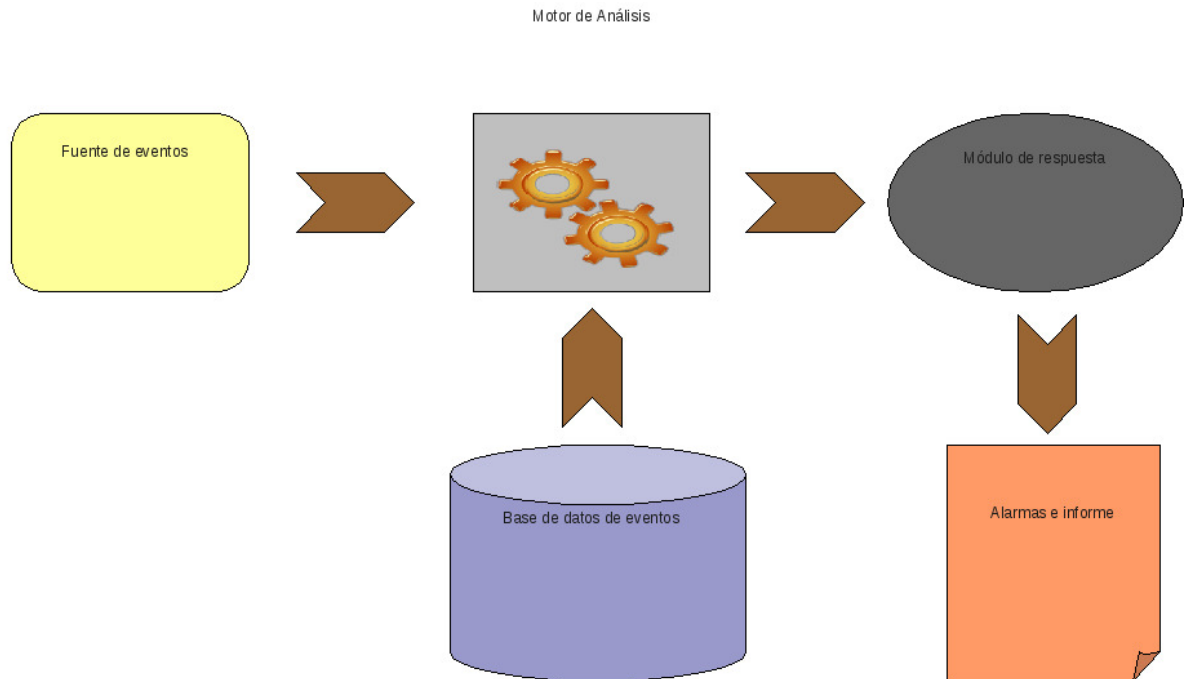 Motor de Análisis
Fuente de eventos
Módulo de respuesta
Base de datos de eventos
Alarmas e informe